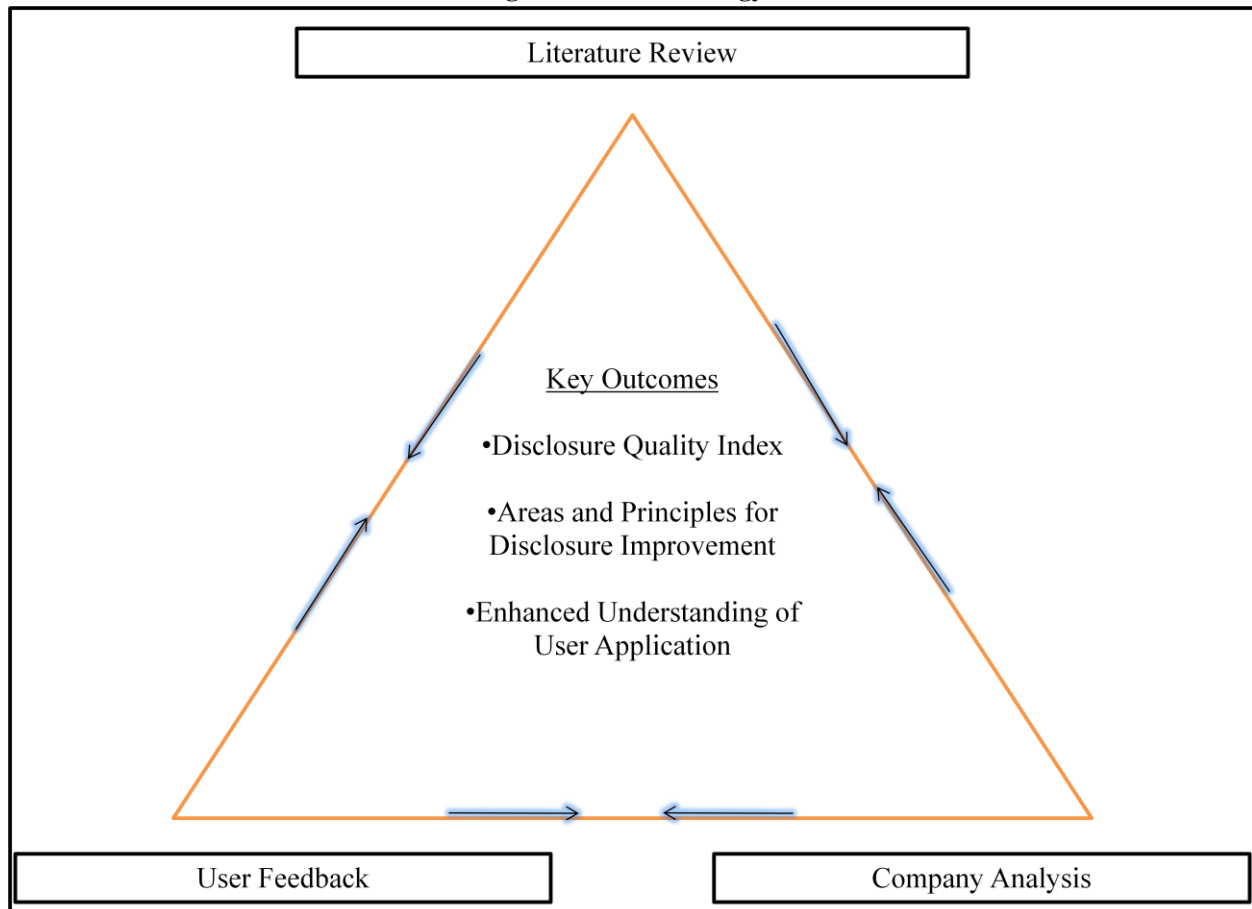 Literature Review
Key Outcomes
•Disclosure Quality Index
•Areas and Principles for
Disclosure Improvement
•Enhanced Understanding of
User Application
User Feedback
Company Analysis